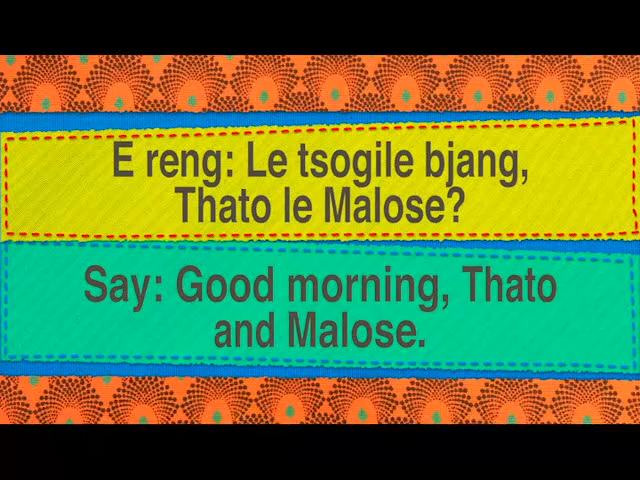 E reng: Le tsogile bjang,
Thato le Malose?
Say: Good morning, Thato
and Malose.